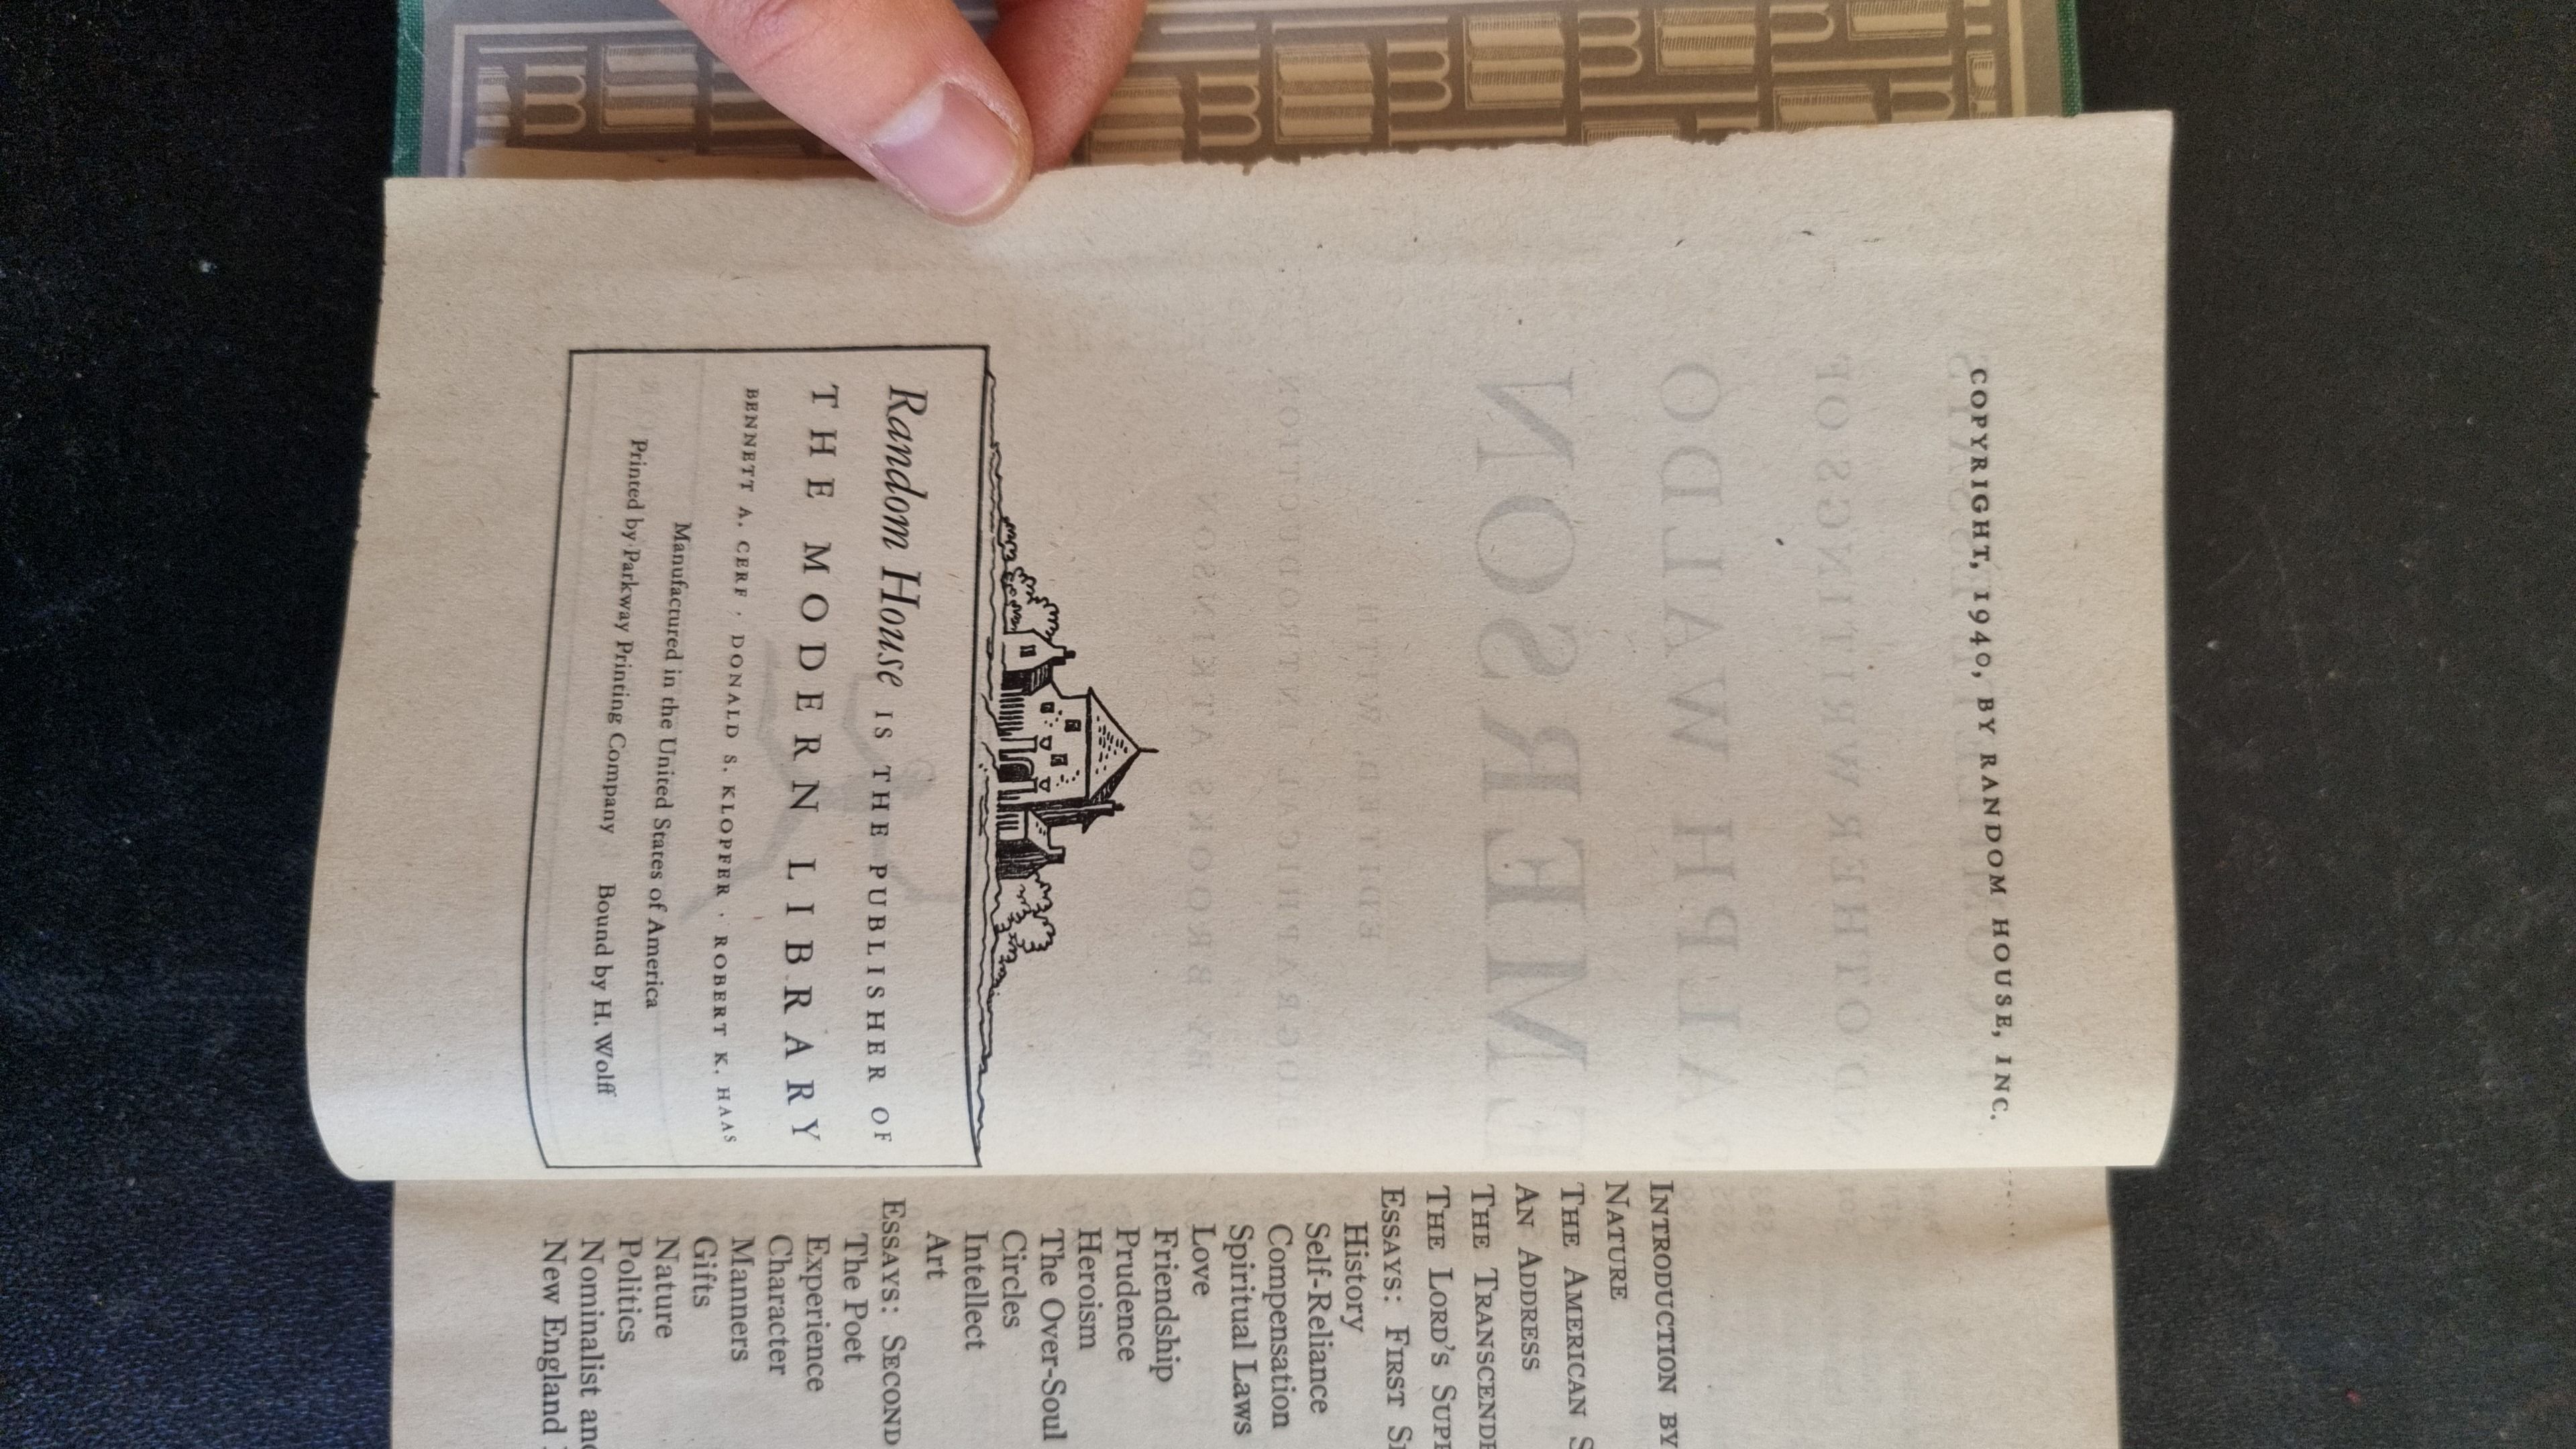 COPYRIGHT, 1940, BY RANDOM HOUSE, INC.
Random House IS THE PUBLISHER OF
THE MODERN LIBRARY
BENNETT A. CERF · DONALD S. KLOPFER · ROBERT K. HAAS
Manufactured in the United States of America
Printed by Parkway Printing Company Bound by H. Wolff
INTRODUCTION BY
NATURE
THE AMERICAN
AN ADDRESS
THE
THE LORD'S
ESSAYS: FIRST
History
Self-Reliance
Compensation
Spiritual Laws
Love
Friendship
Prudence
Heroism
The Over-Soul
Circles
Intellect
Art
ESSAYS: SECOND
The Poet
Experience
Character
Manners
Gifts
Nature
Politics
Nominalist and
New England